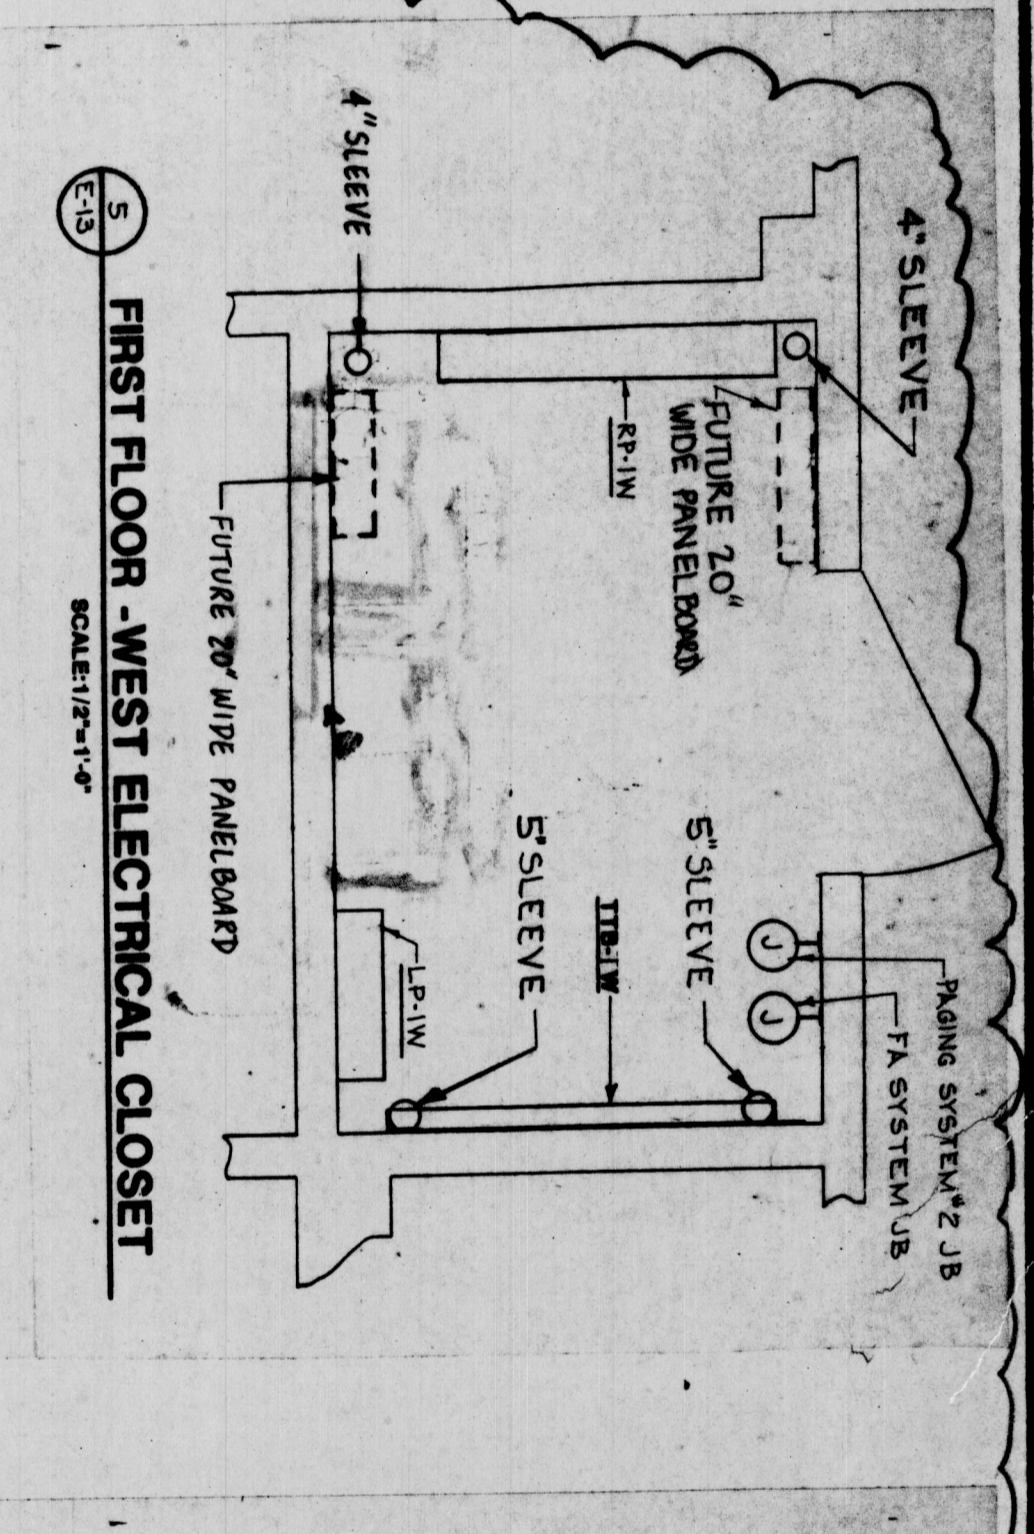 4" SLEEVE
PAGING SYSTEM #2 JB
FA SYSTEM JB
FUTURE 20"
WIDE PANELBOARD
5" SLEEVE
RP-1W
TTB-1W
5" SLEEVE
4" SLEEVE
LP-1W
FUTURE 20" WIDE PANELBOARD
J
J
5
E-13
FIRST FLOOR - WEST ELECTRICAL CLOSET
SCALE: 1/2"=1'-0"